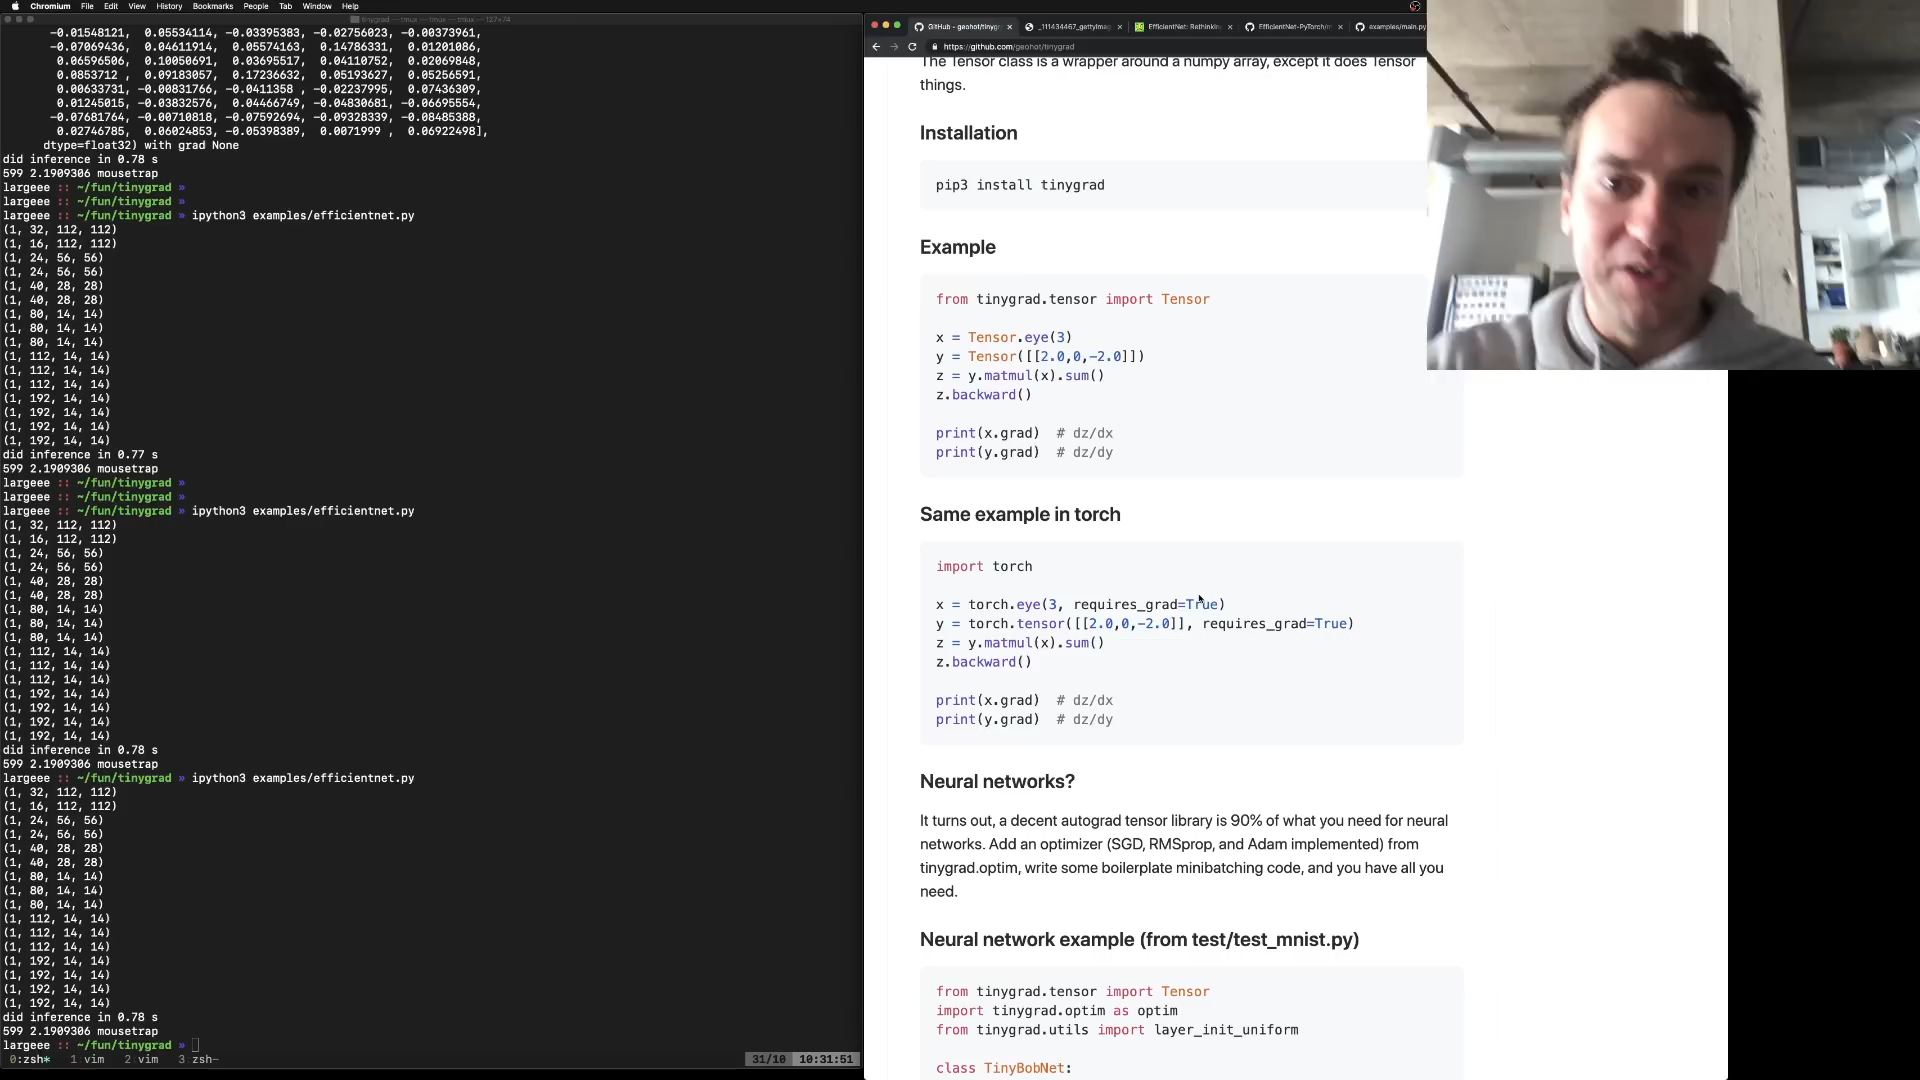 Chromium File Edit View History Bookmarks People Tab Window Help
tinygrad — tmux — tmux — tmux — 127×74
-0.01548121, 0.05534114, -0.03395383, -0.02756023, -0.00373961,
-0.07069436, 0.04611914, 0.05574163, 0.14786331, 0.01201086,
0.06596506, 0.10050691, 0.03695517, 0.04110752, 0.02069848,
0.0853712 , 0.09183057, 0.17236632, 0.05193627, 0.05256591,
0.00633731, -0.00831766, -0.0411358 , -0.02237995, 0.07436309,
0.01245015, -0.03832576, 0.04466749, -0.04830681, -0.06695554,
-0.07681764, -0.00710818, -0.07592694, -0.09328339, -0.08485388,
0.02746785, 0.06024853, -0.05398389, 0.0071999 , 0.06922498],
dtype=float32) with grad None
did inference in 0.78 s
599 2.1909306 mousetrap
largeee :: ~/fun/tinygrad »
largeee :: ~/fun/tinygrad »
largeee :: ~/fun/tinygrad » ipython3 examples/efficientnet.py
(1, 32, 112, 112)
(1, 16, 112, 112)
(1, 24, 56, 56)
(1, 24, 56, 56)
(1, 40, 28, 28)
(1, 40, 28, 28)
(1, 80, 14, 14)
(1, 80, 14, 14)
(1, 80, 14, 14)
(1, 112, 14, 14)
(1, 112, 14, 14)
(1, 112, 14, 14)
(1, 192, 14, 14)
(1, 192, 14, 14)
(1, 192, 14, 14)
(1, 192, 14, 14)
did inference in 0.77 s
599 2.1909306 mousetrap
largeee :: ~/fun/tinygrad »
largeee :: ~/fun/tinygrad »
largeee :: ~/fun/tinygrad » ipython3 examples/efficientnet.py
(1, 32, 112, 112)
(1, 16, 112, 112)
(1, 24, 56, 56)
(1, 24, 56, 56)
(1, 40, 28, 28)
(1, 40, 28, 28)
(1, 80, 14, 14)
(1, 80, 14, 14)
(1, 80, 14, 14)
(1, 112, 14, 14)
(1, 112, 14, 14)
(1, 112, 14, 14)
(1, 192, 14, 14)
(1, 192, 14, 14)
(1, 192, 14, 14)
(1, 192, 14, 14)
did inference in 0.78 s
599 2.1909306 mousetrap
largeee :: ~/fun/tinygrad » ipython3 examples/efficientnet.py
(1, 32, 112, 112)
(1, 16, 112, 112)
(1, 24, 56, 56)
(1, 24, 56, 56)
(1, 40, 28, 28)
(1, 40, 28, 28)
(1, 80, 14, 14)
(1, 80, 14, 14)
(1, 80, 14, 14)
(1, 112, 14, 14)
(1, 112, 14, 14)
(1, 112, 14, 14)
(1, 192, 14, 14)
(1, 192, 14, 14)
(1, 192, 14, 14)
(1, 192, 14, 14)
did inference in 0.78 s
599 2.1909306 mousetrap
largeee :: ~/fun/tinygrad »
0:zsh* 1:vim 2:vim 3 zsh- 31/10 10:31:51
GitHub - geohot/tinygr _111434467_gettyima EfficientNet: Rethinkin EfficientNet-PyTorch/m examples/main.py
https://github.com/geohot/tinygrad
The Tensor class is a wrapper around a numpy array, except it does Tensor
things.
Installation
pip3 install tinygrad
Example
from tinygrad.tensor import Tensor
x = Tensor.eye(3)
y = Tensor([[2.0,0,-2.0]])
z = y.matmul(x).sum()
z.backward()
print(x.grad) # dz/dx
print(y.grad) # dz/dy
Same example in torch
import torch
x = torch.eye(3, requires_grad=True)
y = torch.tensor([[2.0,0,-2.0]], requires_grad=True)
z = y.matmul(x).sum()
z.backward()
print(x.grad) # dz/dx
print(y.grad) # dz/dy
Neural networks?
It turns out, a decent autograd tensor library is 90% of what you need for neural
networks. Add an optimizer (SGD, RMSprop, and Adam implemented) from
tinygrad.optim, write some boilerplate minibatching code, and you have all you
need.
Neural network example (from test/test_mnist.py)
from tinygrad.tensor import Tensor
import tinygrad.optim as optim
from tinygrad.utils import layer_init_uniform
class TinyBobNet: